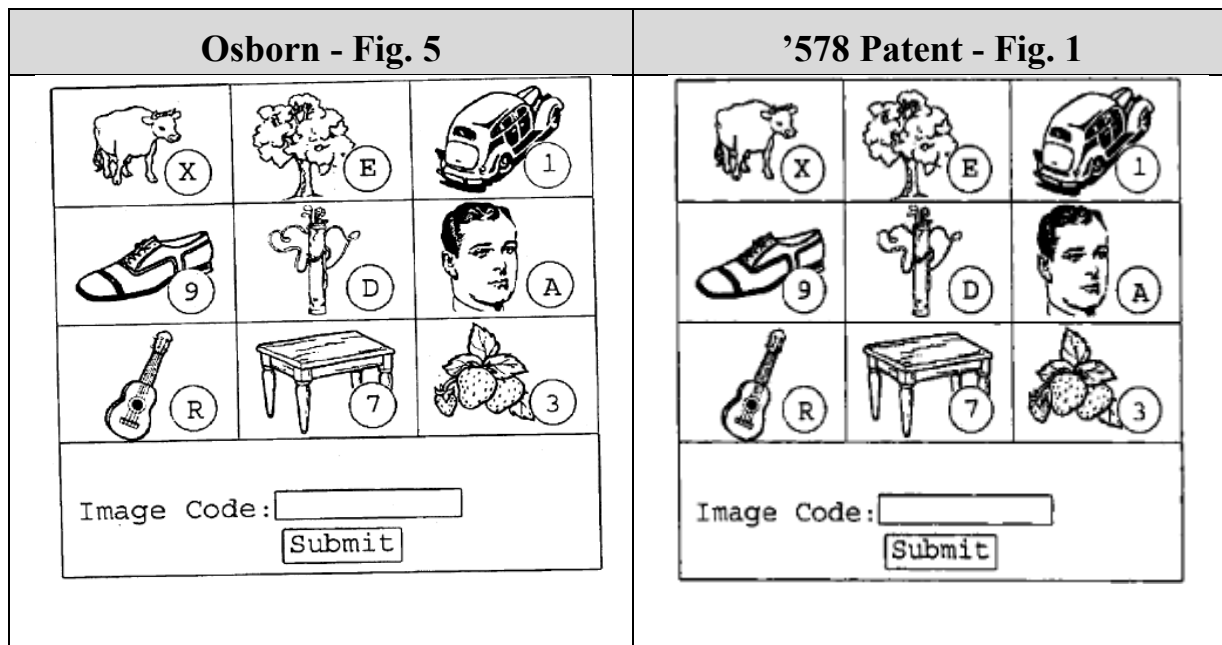 Osborn - Fig. 5
X E 1
9 D A
R 7 3
Image Code:
Submit
’578 Patent - Fig. 1
X E 1
9 D A
R 7 3
Image Code:
Submit